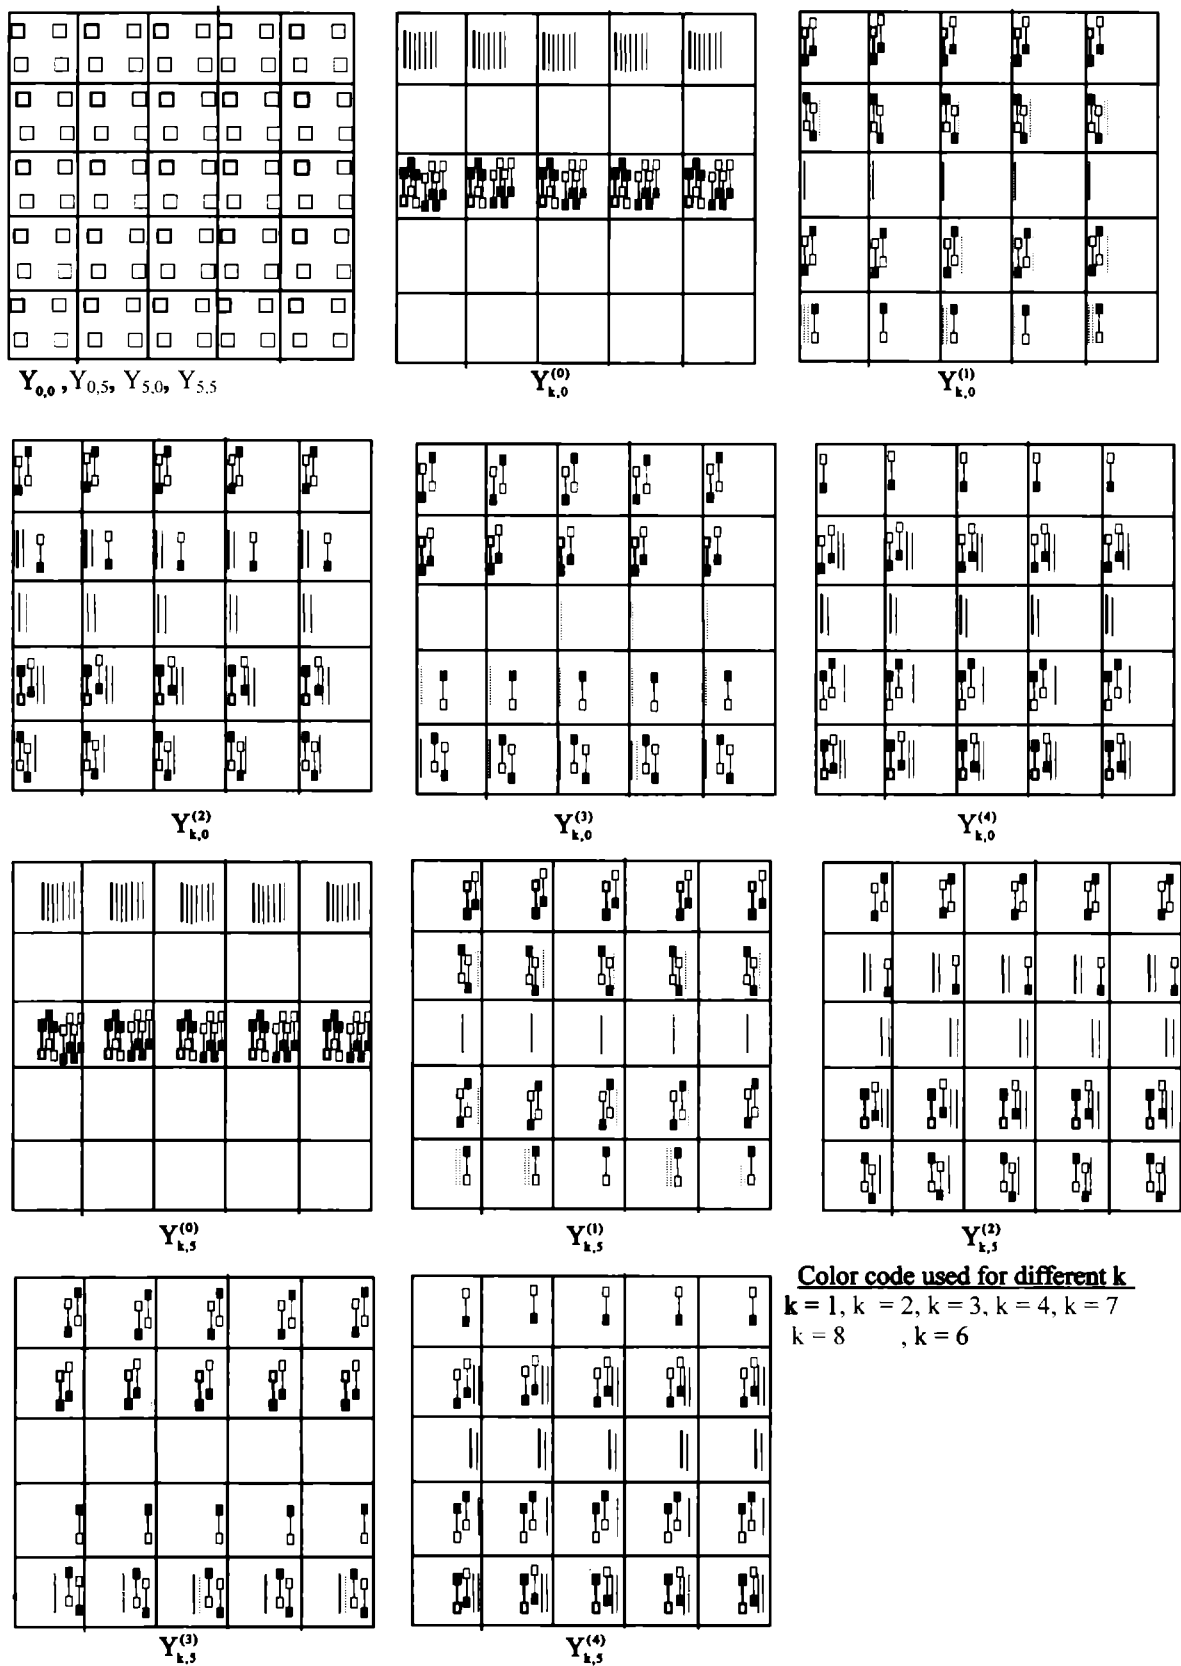 Y0,0 , Y0,5, Y5,0, Y5,5
Y(0)k,0
Y(1)k,0
Y(2)k,0
Y(3)k,0
Y(4)k,0
Y(0)k,5
Y(1)k,5
Y(2)k,5
Color code used for different k
k = 1, k = 2, k = 3, k = 4, k = 7
k = 8 , k = 6
Y(3)k,5
Y(4)k,5